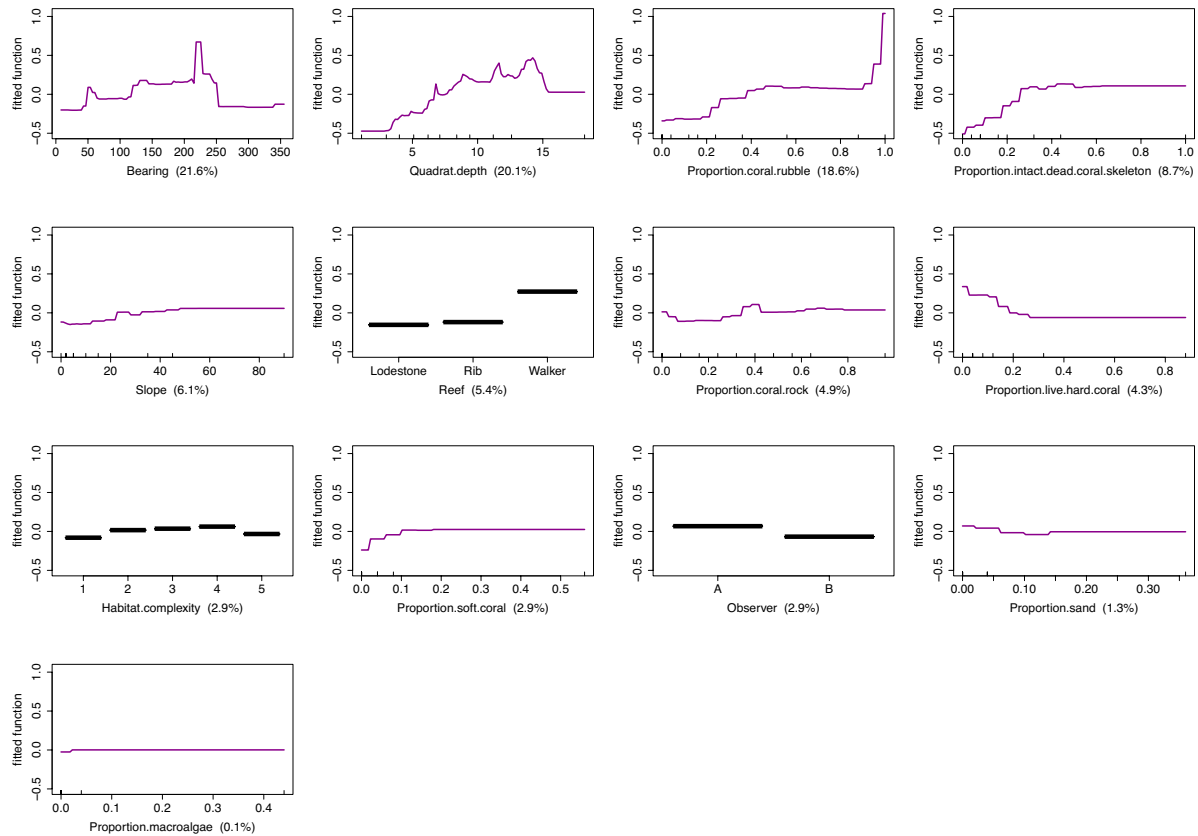 fitted function
1.0
0.5
0.0
−0.5
0 50 100 150 200 250 300 350
Bearing (21.6%)
fitted function
1.0
0.5
0.0
−0.5
5 10 15
Quadrat.depth (20.1%)
fitted function
1.0
0.5
0.0
−0.5
0.0 0.2 0.4 0.6 0.8 1.0
Proportion.coral.rubble (18.6%)
fitted function
1.0
0.5
0.0
−0.5
0.0 0.2 0.4 0.6 0.8 1.0
Proportion.intact.dead.coral.skeleton (8.7%)
fitted function
1.0
0.5
0.0
−0.5
0 20 40 60 80
Slope (6.1%)
fitted function
1.0
0.5
0.0
−0.5
Lodestone Rib Walker
Reef (5.4%)
fitted function
1.0
0.5
0.0
−0.5
0.0 0.2 0.4 0.6 0.8
Proportion.coral.rock (4.9%)
fitted function
1.0
0.5
0.0
−0.5
0.0 0.2 0.4 0.6 0.8
Proportion.live.hard.coral (4.3%)
fitted function
1.0
0.5
0.0
−0.5
1 2 3 4 5
Habitat.complexity (2.9%)
fitted function
1.0
0.5
0.0
−0.5
0.0 0.1 0.2 0.3 0.4 0.5
Proportion.soft.coral (2.9%)
fitted function
1.0
0.5
0.0
−0.5
A B
Observer (2.9%)
fitted function
1.0
0.5
0.0
−0.5
0.00 0.10 0.20 0.30
Proportion.sand (1.3%)
fitted function
1.0
0.5
0.0
−0.5
0.0 0.1 0.2 0.3 0.4
Proportion.macroalgae (0.1%)